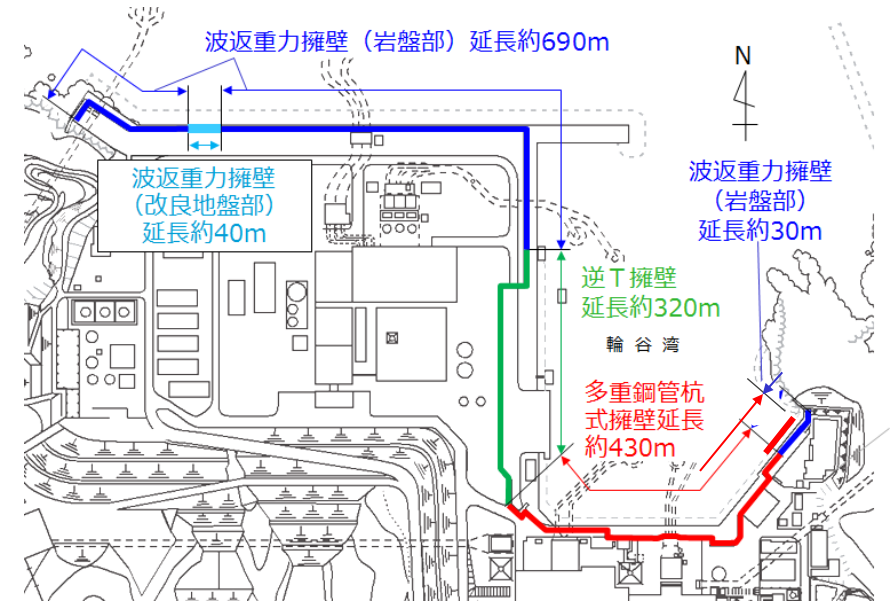 波返重力擁壁（岩盤部）延長約690m
N
波返重力擁壁
（改良地盤部）
延長約40m
波返重力擁壁
（岩盤部）
延長約30m
逆Ｔ擁壁
延長約320m
輪谷湾
多重鋼管杭
式擁壁延長
約430m